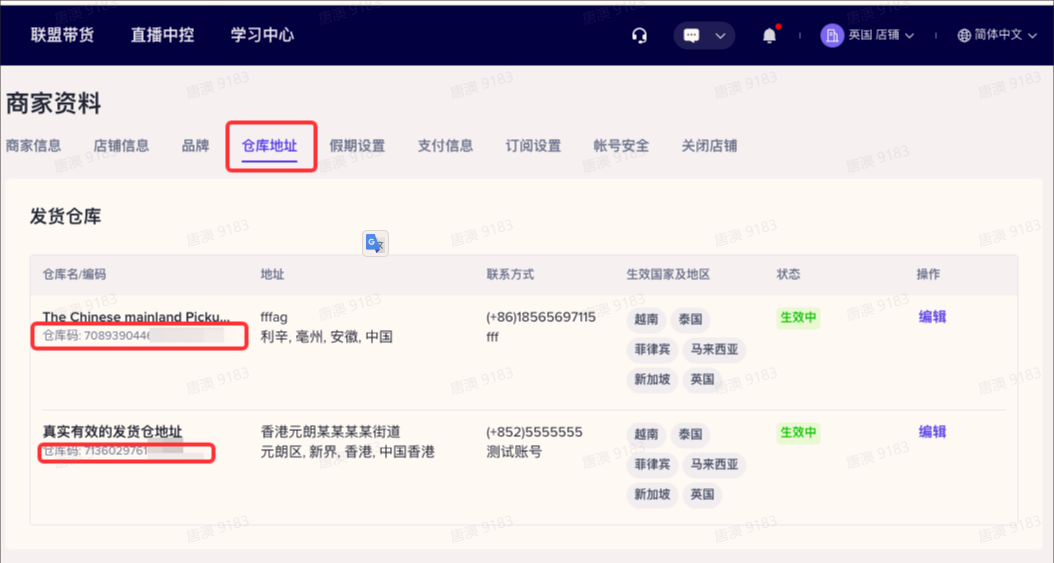 联盟带货 直播中控 学习中心 英国 店铺 简体中文
商家资料
商家信息 店铺信息 品牌 仓库地址 假期设置 支付信息 订阅设置 帐号安全 关闭店铺
发货仓库
仓库名/编码 地址 联系方式 生效国家及地区 状态 操作
The Chinese mainland Picku... fffag (+86)18565697115 越南 泰国 生效中 编辑
仓库码: 7089390446 利辛, 亳州, 安徽, 中国 fff
菲律宾 马来西亚
新加坡 英国
真实有效的发货仓地址 香港元朗某某某某街道 (+852)5555555 越南 泰国 生效中 编辑
仓库码: 7136029761 元朗区, 新界, 香港, 中国香港 测试账号
菲律宾 马来西亚
新加坡 英国
唐澳 9183